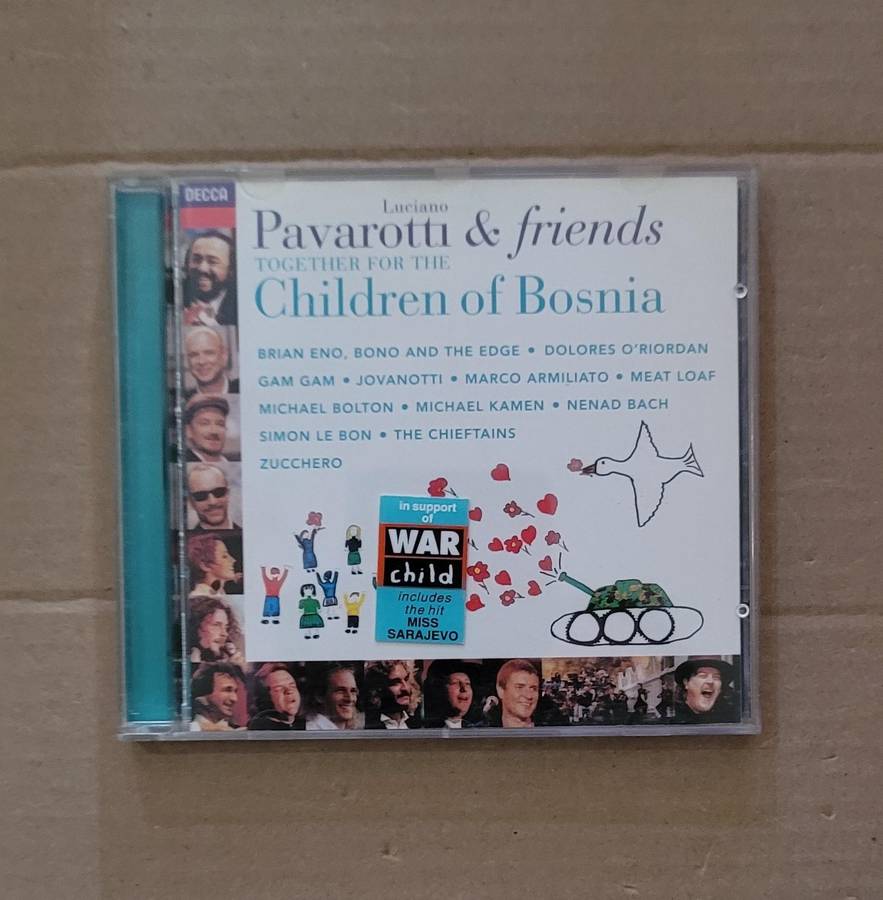 DECCA
Luciano
Pavarotti & friends
TOGETHER FOR THE
Children of Bosnia
BRIAN ENO, BONO AND THE EDGE • DOLORES O'RIORDAN
GAM GAM • JOVANOTTI • MARCO ARMILIATO • MEAT LOAF
MICHAEL BOLTON • MICHAEL KAMEN • NENAD BACH
SIMON LE BON • THE CHIEFTAINS
ZUCCHERO
in support
of
WAR
child
includes
the hit
MISS
SARAJEVO